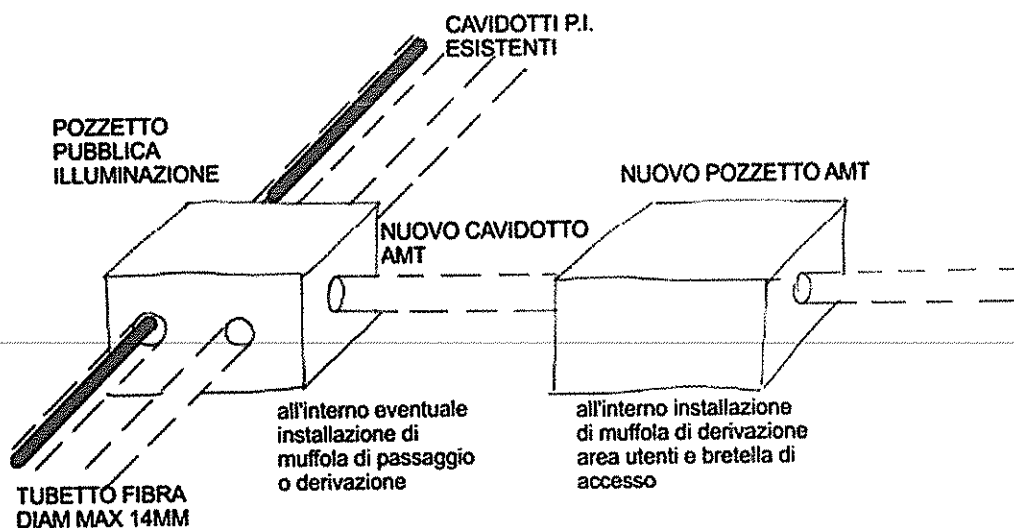 CAVIDOTTI P.I.
ESISTENTI
POZZETTO
PUBBLICA
ILLUMINAZIONE
NUOVO POZZETTO AMT
NUOVO CAVIDOTTO
AMT
all'interno eventuale
installazione di
muffola di passaggio
o derivazione
all'interno installazione
di muffola di derivazione
area utenti e bretella di
accesso
TUBETTO FIBRA
DIAM MAX 14MM